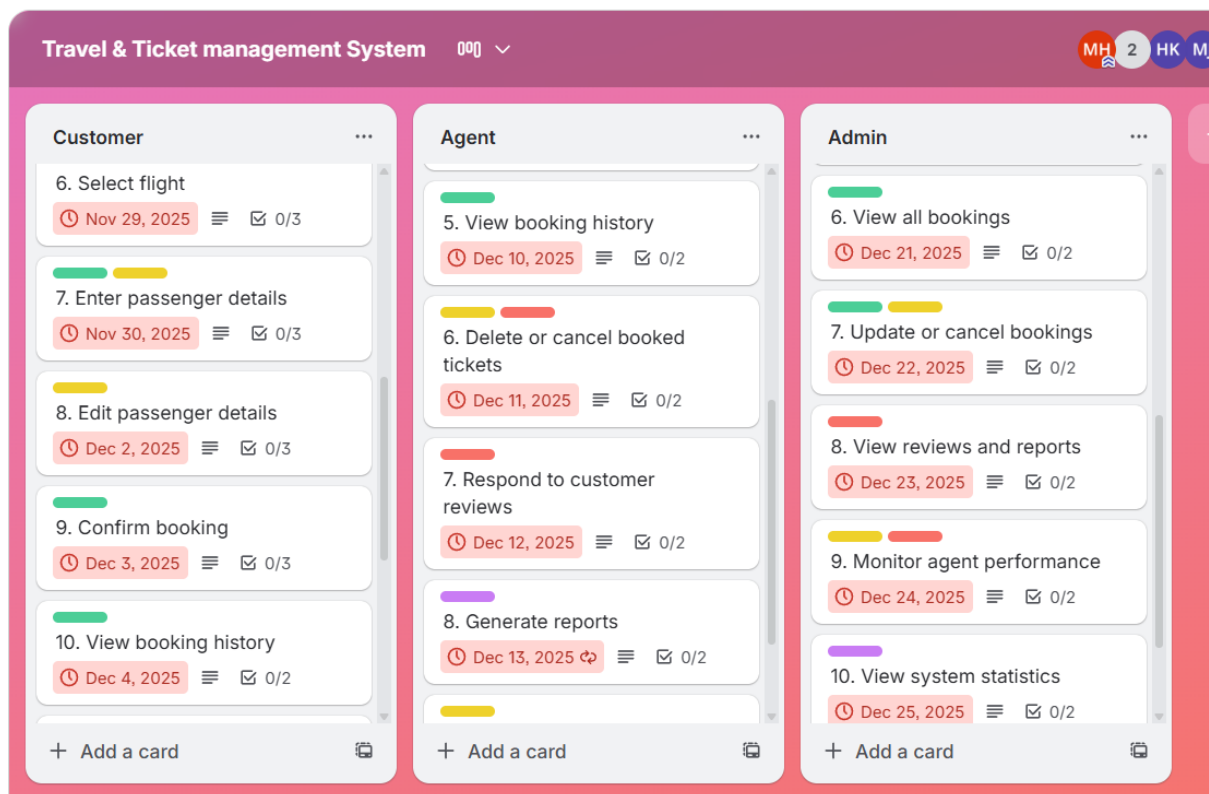 Travel & Ticket management System
MH
2
HK
Customer
6. Select flight
Nov 29, 2025
0/3
7. Enter passenger details
Nov 30, 2025
0/3
8. Edit passenger details
Dec 2, 2025
0/3
9. Confirm booking
Dec 3, 2025
0/3
10. View booking history
Dec 4, 2025
0/2
+ Add a card
Agent
5. View booking history
Dec 10, 2025
0/2
6. Delete or cancel booked
tickets
Dec 11, 2025
0/2
7. Respond to customer
reviews
Dec 12, 2025
0/2
8. Generate reports
Dec 13, 2025
0/2
+ Add a card
Admin
6. View all bookings
Dec 21, 2025
0/2
7. Update or cancel bookings
Dec 22, 2025
0/2
8. View reviews and reports
Dec 23, 2025
0/2
9. Monitor agent performance
Dec 24, 2025
0/2
10. View system statistics
Dec 25, 2025
0/2
+ Add a card